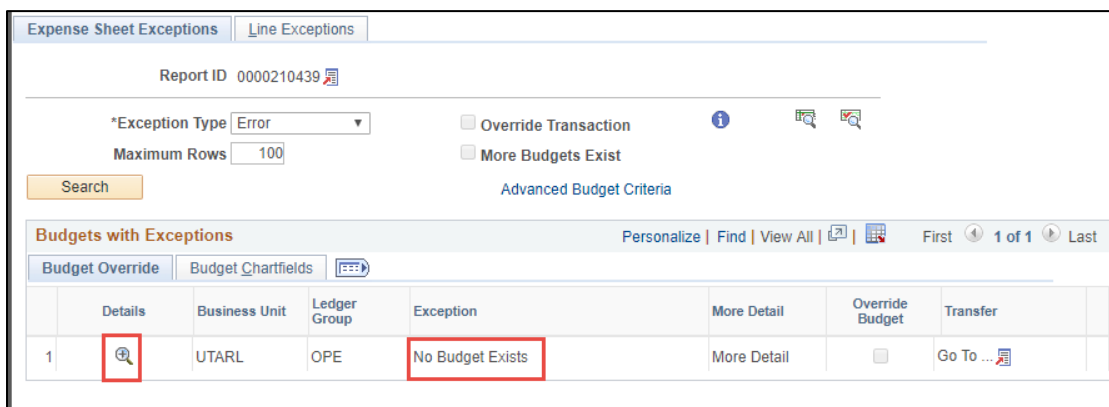 Expense Sheet Exceptions Line Exceptions
Report ID 0000210439
*Exception Type Error Override Transaction
Maximum Rows 100 More Budgets Exist
Search Advanced Budget Criteria
Budgets with Exceptions Personalize | Find | View All | | First 1 of 1 Last
Budget Override Budget Chartfields
Details Business Unit Ledger Group Exception More Detail Override Budget Transfer
1 UTARL OPE No Budget Exists More Detail Go To ...